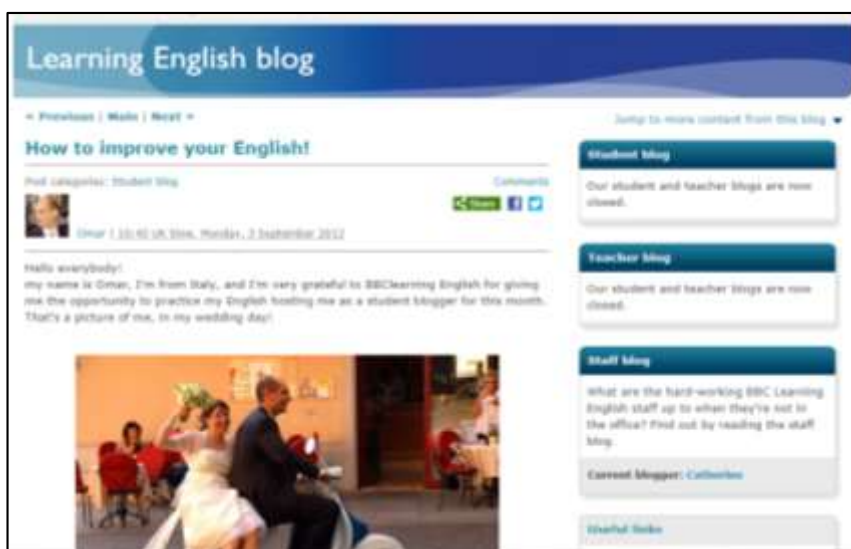 Learning English blog
« Previous | Main | Next »
Jump to more content from this blog
How to improve your English!
Post categories: Student blog
Comments
Share
Omar | 10:40 UK time, Monday, 3 September 2012
Hello everybody!
my name is Omar, I'm from Italy, and I'm very grateful to BBClearning English for giving
me the opportunity to practice my English hosting me as a student blogger for this month.
That's a picture of me, in my wedding day!
Student blog
Our student and teacher blogs are now
closed.
Teacher blog
Our student and teacher blogs are now
closed.
Staff blog
What are the hard-working BBC Learning
English staff up to when they're not in
the office? Find out by reading the staff
blog.
Current blogger: Catherine
Useful links